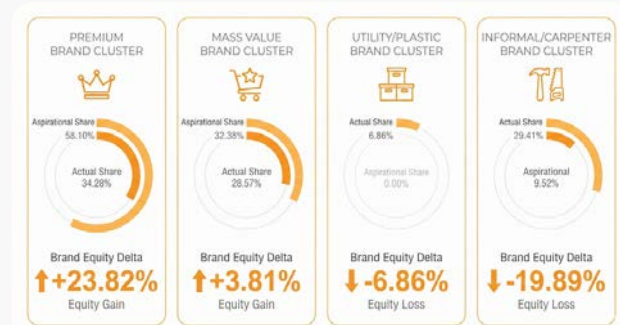 PREMIUM
BRAND CLUSTER
Aspirational Share
58.10%
Actual Share
34.28%
Brand Equity Delta
+23.82%
Equity Gain
MASS VALUE
BRAND CLUSTER
Aspirational Share
32.38%
Actual Share
28.57%
Brand Equity Delta
+3.81%
Equity Gain
UTILITY/PLASTIC
BRAND CLUSTER
Actual Share
6.86%
Aspirational Share
0.00%
Brand Equity Delta
-6.86%
Equity Loss
INFORMAL/CARPENTER
BRAND CLUSTER
Actual Share
29.41%
Aspirational
9.52%
Brand Equity Delta
-19.89%
Equity Loss